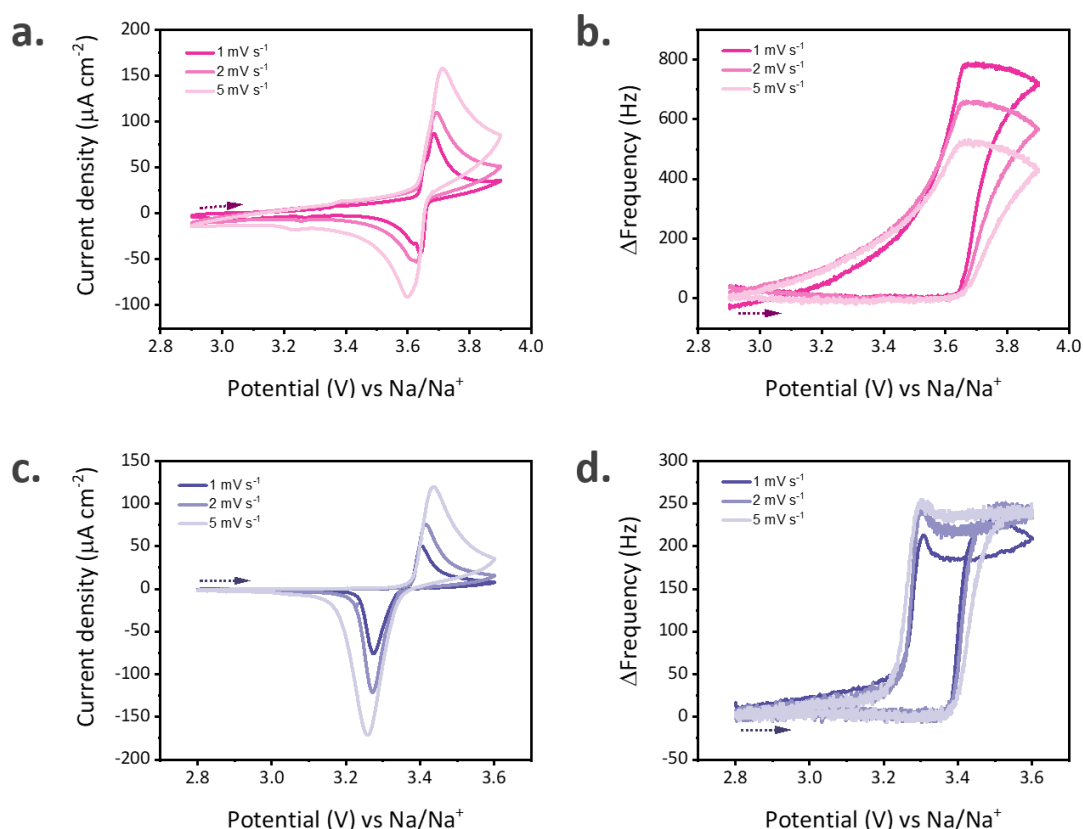 a.
200
150
100
50
0
-50
-100
Current density (µA cm⁻²)
1 mV s⁻¹
2 mV s⁻¹
5 mV s⁻¹
2.8 3.0 3.2 3.4 3.6 3.8 4.0
Potential (V) vs Na/Na⁺
b.
800
600
400
200
0
ΔFrequency (Hz)
1 mV s⁻¹
2 mV s⁻¹
5 mV s⁻¹
2.8 3.0 3.2 3.4 3.6 3.8 4.0
Potential (V) vs Na/Na⁺
c.
150
100
50
0
-50
-100
-150
-200
Current density (µA cm⁻²)
1 mV s⁻¹
2 mV s⁻¹
5 mV s⁻¹
2.8 3.0 3.2 3.4 3.6
Potential (V) vs Na/Na⁺
d.
300
250
200
150
100
50
0
-50
ΔFrequency (Hz)
1 mV s⁻¹
2 mV s⁻¹
5 mV s⁻¹
2.8 3.0 3.2 3.4 3.6
Potential (V) vs Na/Na⁺